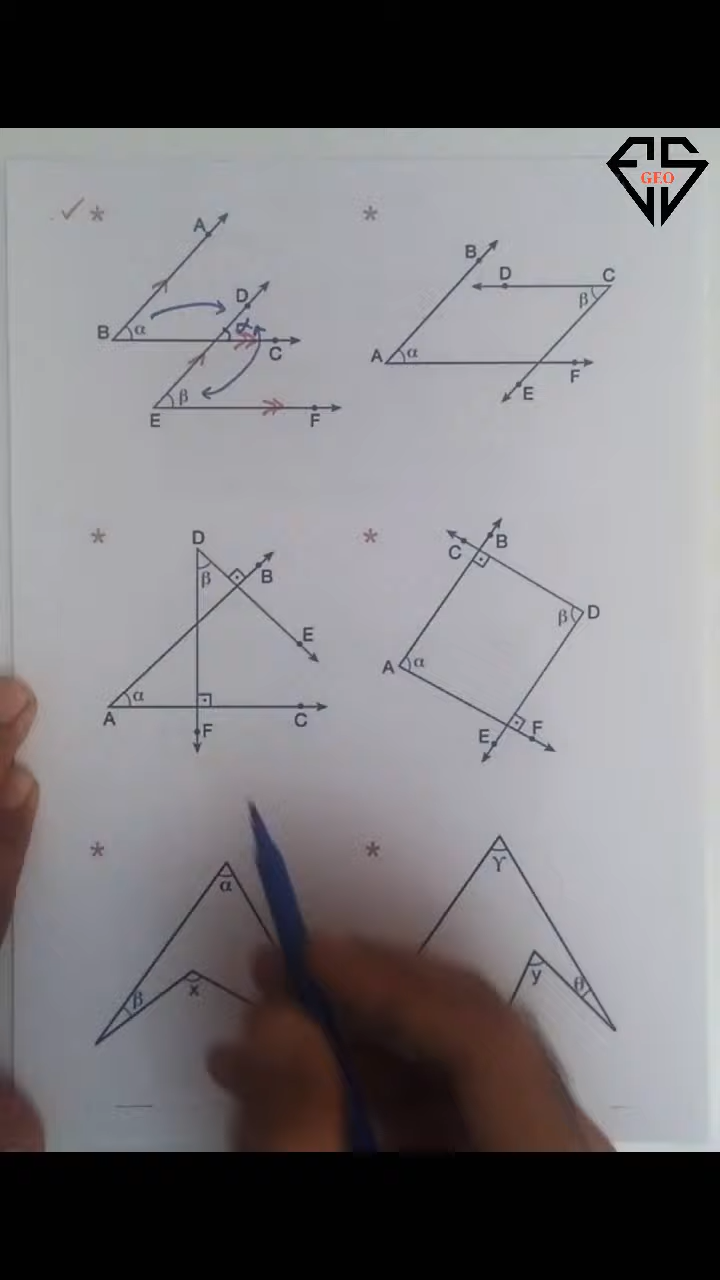 GEO
* *
A
B α D α C
E β F
B D C β
A α F
E
* *
D β B
E
A α F C
C B
β D
A α
E F
* *
α γ
β x y θ